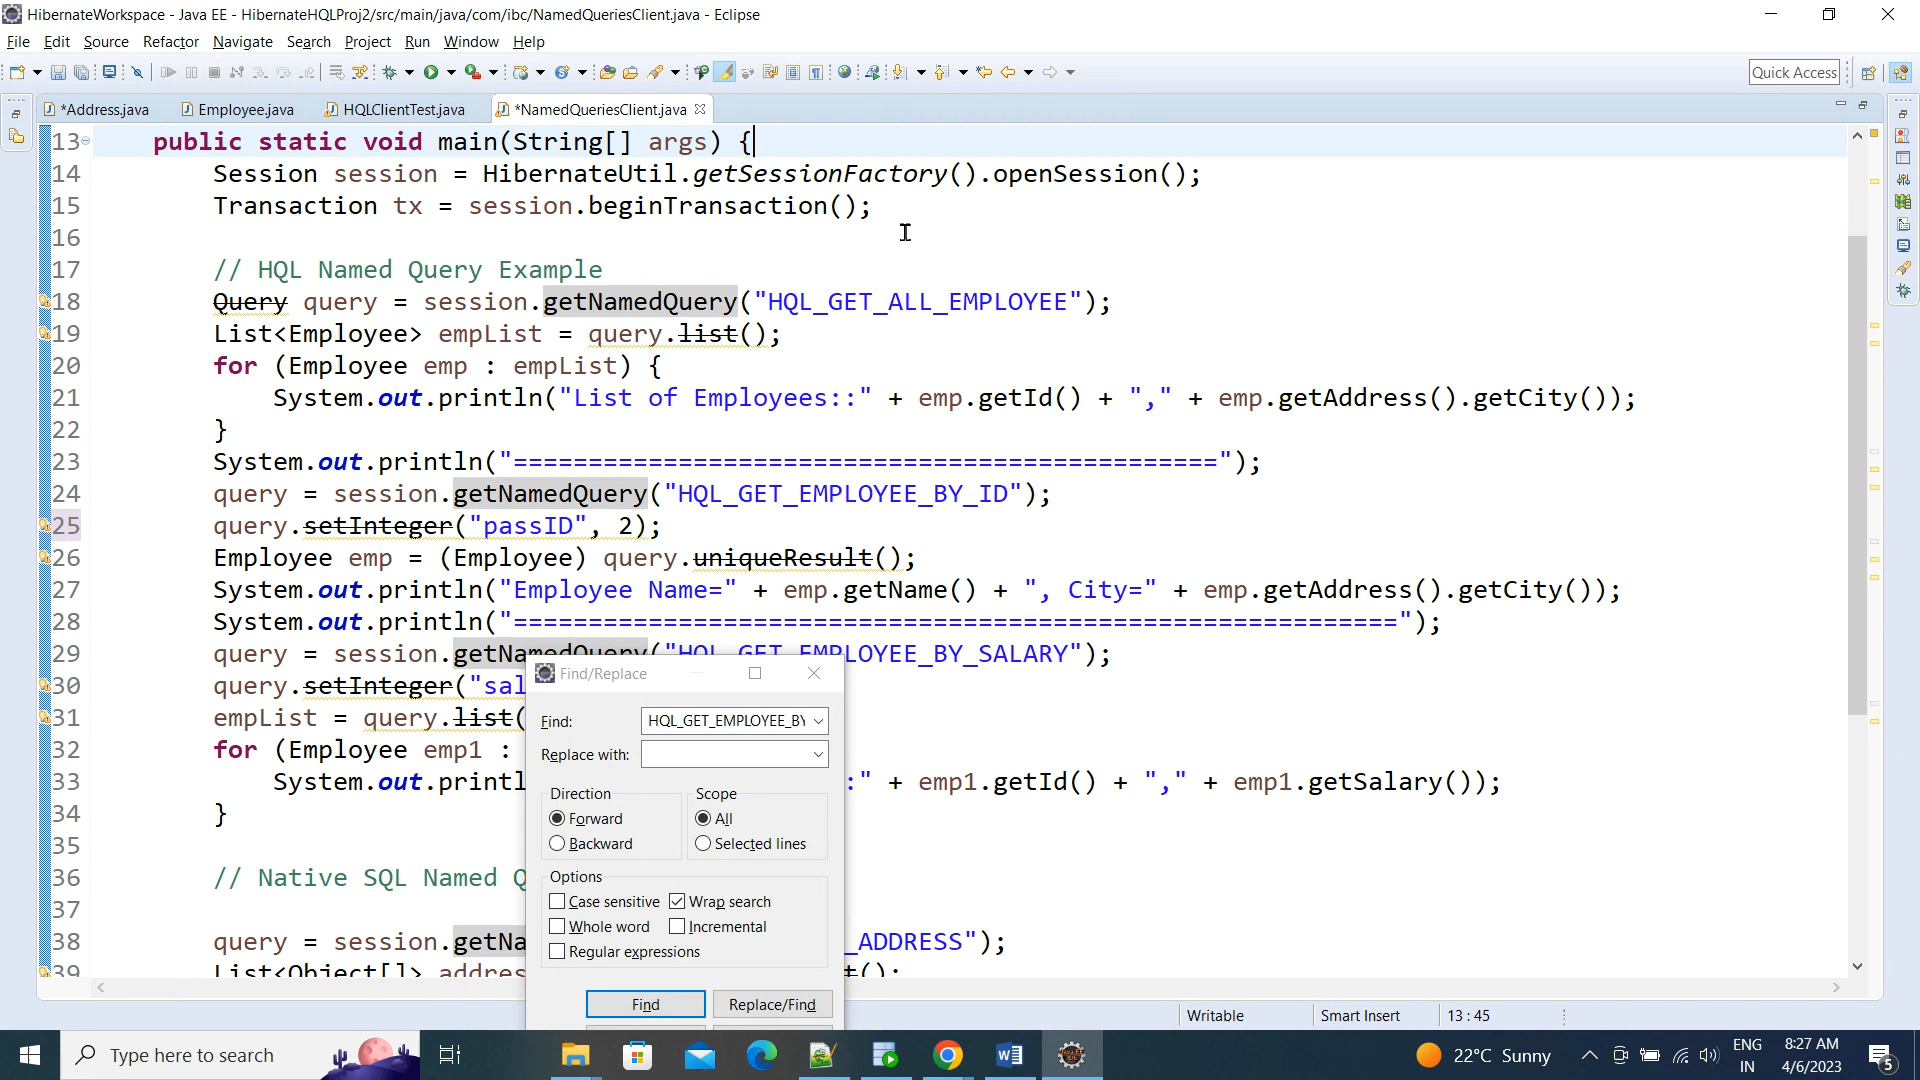 HibernateWorkspace - Java EE - HibernateHQLProj2/src/main/java/com/ibc/NamedQueriesClient.java - Eclipse
File Edit Source Refactor Navigate Search Project Run Window Help
Quick Access
*Address.java Employee.java HQLClientTest.java *NamedQueriesClient.java
13 public static void main(String[] args) {
14 Session session = HibernateUtil.getSessionFactory().openSession();
15 Transaction tx = session.beginTransaction();
16
17 // HQL Named Query Example
18 Query query = session.getNamedQuery("HQL_GET_ALL_EMPLOYEE");
19 List<Employee> empList = query.list();
20 for (Employee emp : empList) {
21 System.out.println("List of Employees::" + emp.getId() + "," + emp.getAddress().getCity());
22 }
23 System.out.println("===============================================");
24 query = session.getNamedQuery("HQL_GET_EMPLOYEE_BY_ID");
25 query.setInteger("passID", 2);
26 Employee emp = (Employee) query.uniqueResult();
27 System.out.println("Employee Name=" + emp.getName() + ", City=" + emp.getAddress().getCity());
28 System.out.println("===========================================================");
29 query = session.getNamedQuery("HQL_GET_EMPLOYEE_BY_SALARY");
30 query.setInteger("sal
31 empList = query.list(
32 for (Employee emp1 :
33 System.out.printl :" + emp1.getId() + "," + emp1.getSalary());
34 }
35
36 // Native SQL Named Q
37
38 query = session.getNa _ADDRESS");
39 List<Object[]> addres t();
Find/Replace
Find: HQL_GET_EMPLOYEE_BY
Replace with:
Direction Scope
Forward All
Backward Selected lines
Options
Case sensitive Wrap search
Whole word Incremental
Regular expressions
Find Replace/Find
Writable Smart Insert 13 : 45
Type here to search
22°C Sunny ENG IN 8:27 AM 4/6/2023 5